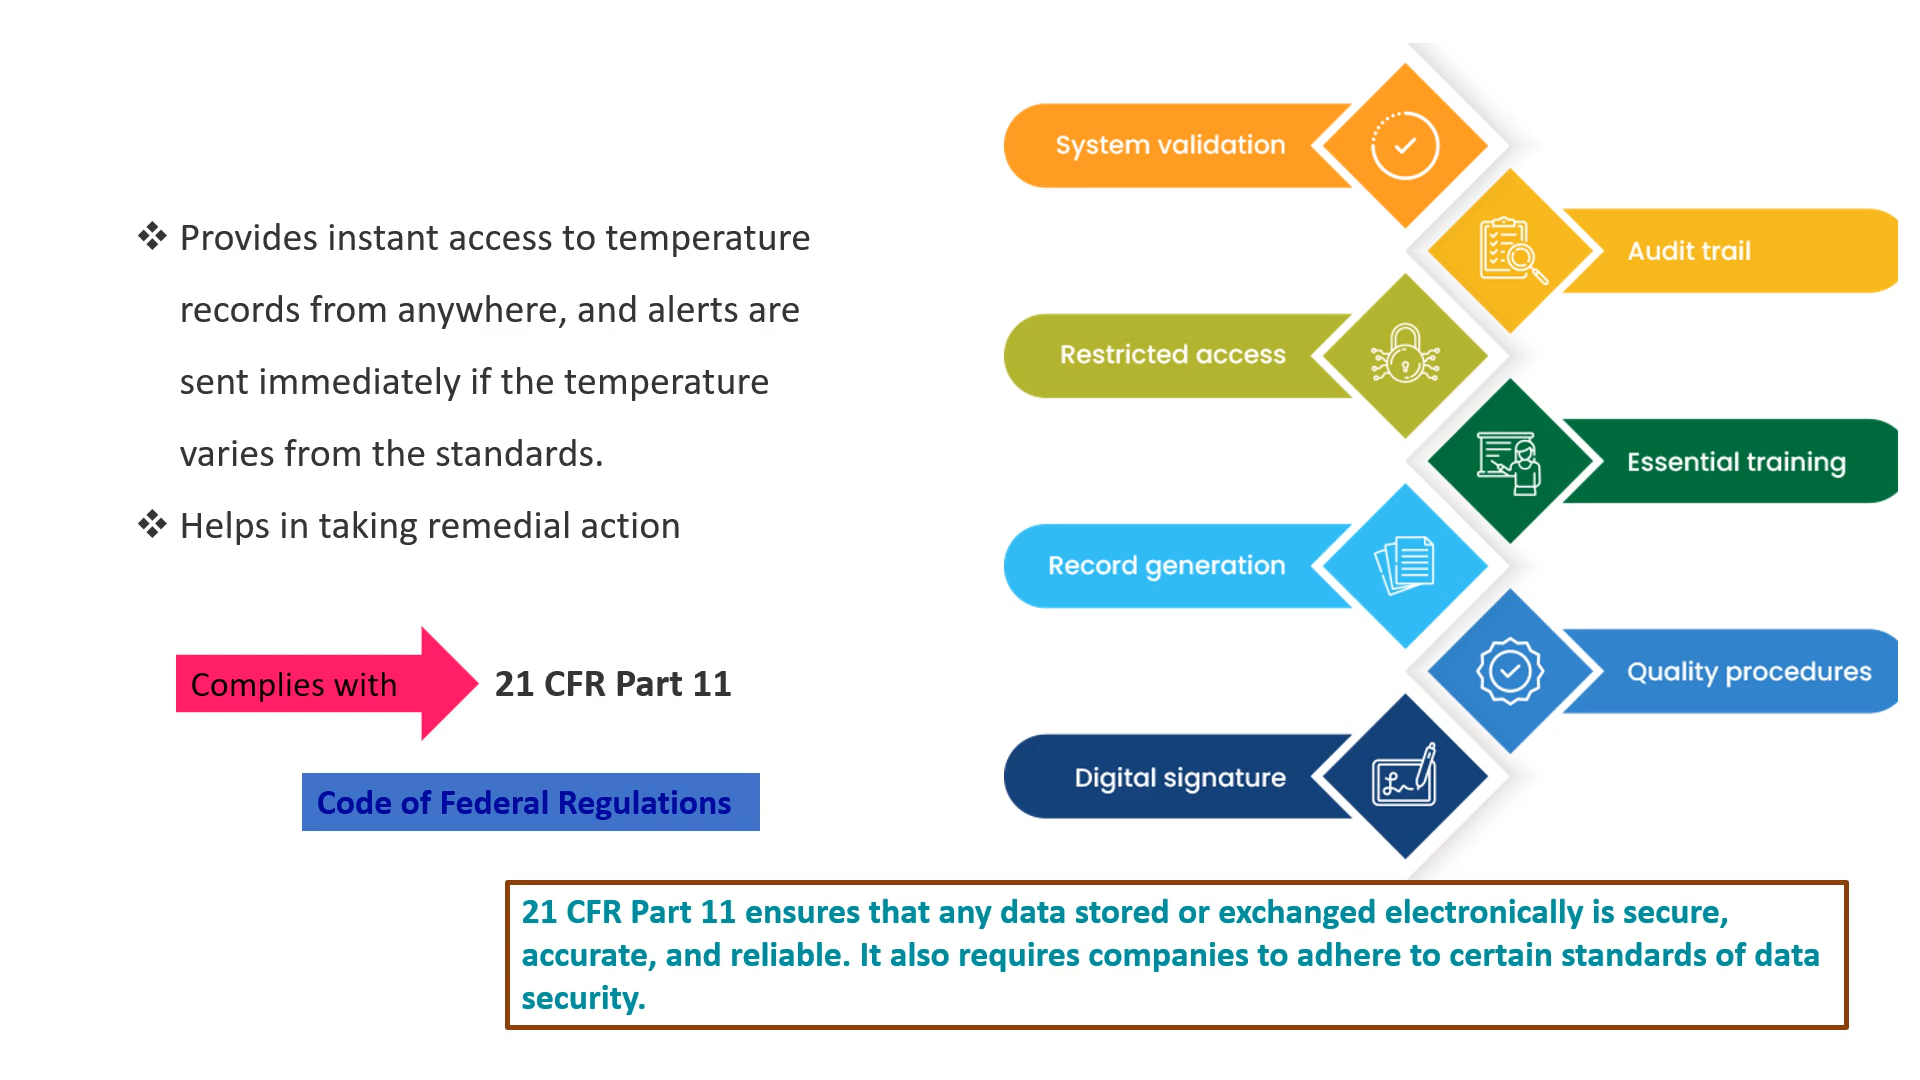 ❖ Provides instant access to temperature
records from anywhere, and alerts are
sent immediately if the temperature
varies from the standards.
❖ Helps in taking remedial action
Complies with
21 CFR Part 11
Code of Federal Regulations
System validation
Audit trail
Restricted access
Essential training
Record generation
Quality procedures
Digital signature
21 CFR Part 11 ensures that any data stored or exchanged electronically is secure,
accurate, and reliable. It also requires companies to adhere to certain standards of data
security.